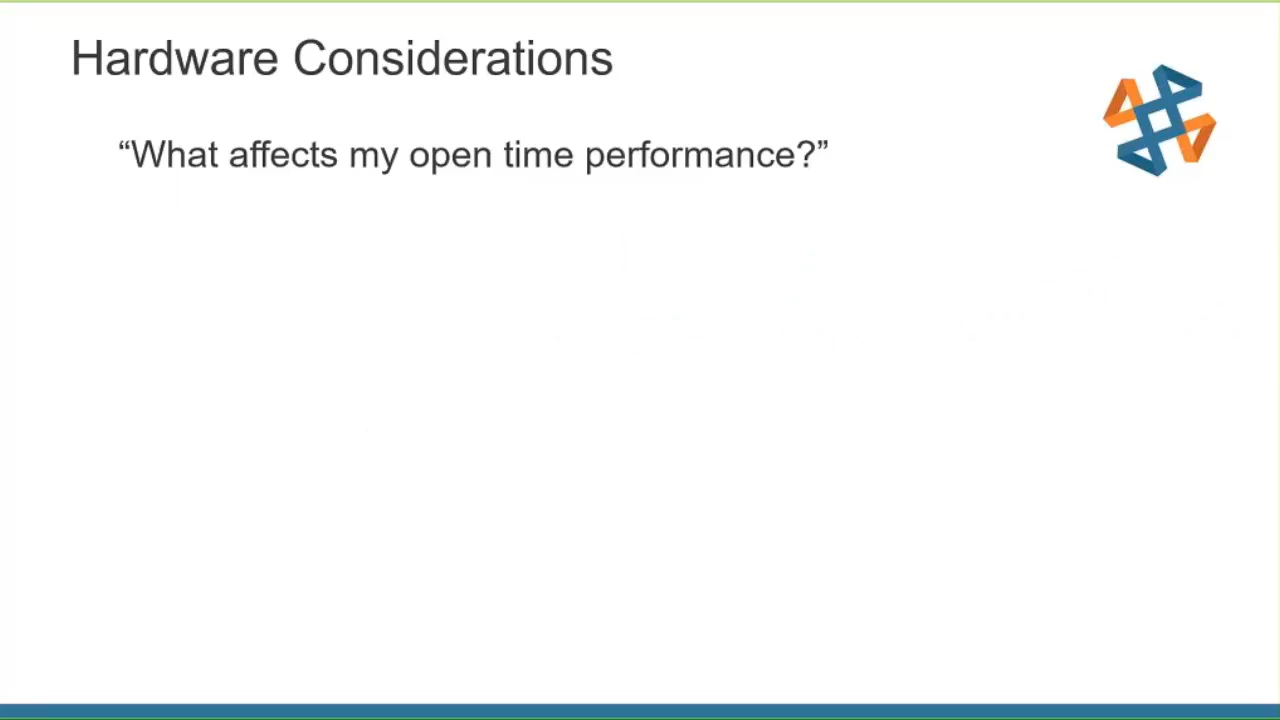 Hardware Considerations
“What affects my open time performance?”